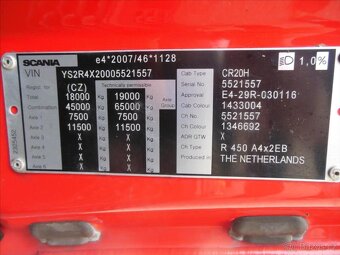 SCANIA e4*2007/46*1128 1,0%
VIN YS2R4X20005521557 Cab Type CR20H
Regist. for (CZ) Technically permissible Serial No 5521557
Total 18000 Kg 19000 Kg Approval E4-29R-030116
Combination 45000 Kg 65000 Kg Axle Group Cab Colour 1433004
Axle 1 7500 Kg 7500 Kg Ch No. 5521557
Axle 2 11500 Kg 11500 Kg Ch Colour 1346692
Axle 3 X X ADR GTW X Kg
Axle 4 X X Type R 450 A4x2EB
Axle 5 X X Produced in THE NETHERLANDS
Axle 6 X X